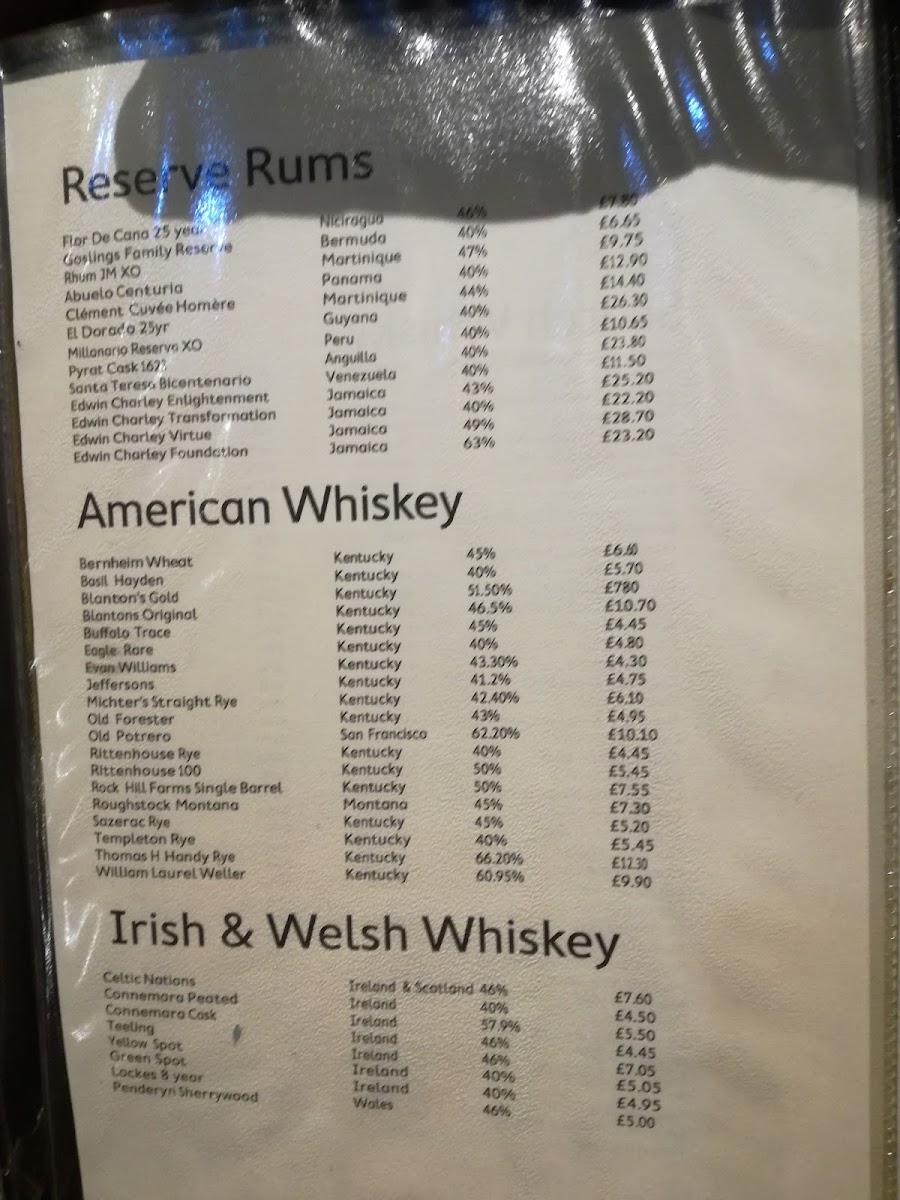 Reserve Rums
Flor De Cana 25 year Niciragua 46% £7.80
Goslings Family Reserve Bermuda 40% £6.65
Rhum JM XO Martinique 47% £9.75
Abuelo Centuria Panama 40% £12.90
Clément Cuvée Homère Martinique 44% £14.40
El Dorado 25yr Guyana 40% £26.30
Millonario Reserva XO Peru 40% £10.65
Pyrat Cask 1623 Anguilla 40% £23.80
Santa Teresa Bicentenario Venezuela 40% £11.50
Edwin Charley Enlightenment Jamaica 43% £25.20
Edwin Charley Transformation Jamaica 40% £22.20
Edwin Charley Virtue Jamaica 49% £28.70
Edwin Charley Foundation Jamaica 63% £23.20
American Whiskey
Bernheim Wheat Kentucky 45% £6.60
Basil Hayden Kentucky 40% £5.70
Blanton's Gold Kentucky 51.50% £780
Blantons Original Kentucky 46.5% £10.70
Buffalo Trace Kentucky 45% £4.45
Eagle Rare Kentucky 40% £4.80
Evan Williams Kentucky 43.30% £4.30
Jeffersons Kentucky 41.2% £4.75
Michter's Straight Rye Kentucky 42.40% £6.10
Old Forester Kentucky 43% £4.95
Old Potrero San Francisco 62.20% £10.10
Rittenhouse Rye Kentucky 40% £4.45
Rittenhouse 100 Kentucky 50% £5.45
Rock Hill Farms Single Barrel Kentucky 50% £7.55
Roughstock Montana Montana 45% £7.30
Sazerac Rye Kentucky 45% £5.20
Templeton Rye Kentucky 40% £5.45
Thomas H Handy Rye Kentucky 66.20% £12.30
William Laurel Weller Kentucky 60.95% £9.90
Irish & Welsh Whiskey
Celtic Nations Ireland & Scotland 46% £7.60
Connemara Peated Ireland 40% £4.50
Connemara Cask Ireland 57.9% £5.50
Teeling Ireland 46% £4.45
Yellow Spot Ireland 46% £7.05
Green Spot Ireland 40% £5.05
Lockes 8 year Ireland 40% £4.95
Penderyn Sherrywood Wales 46% £5.00